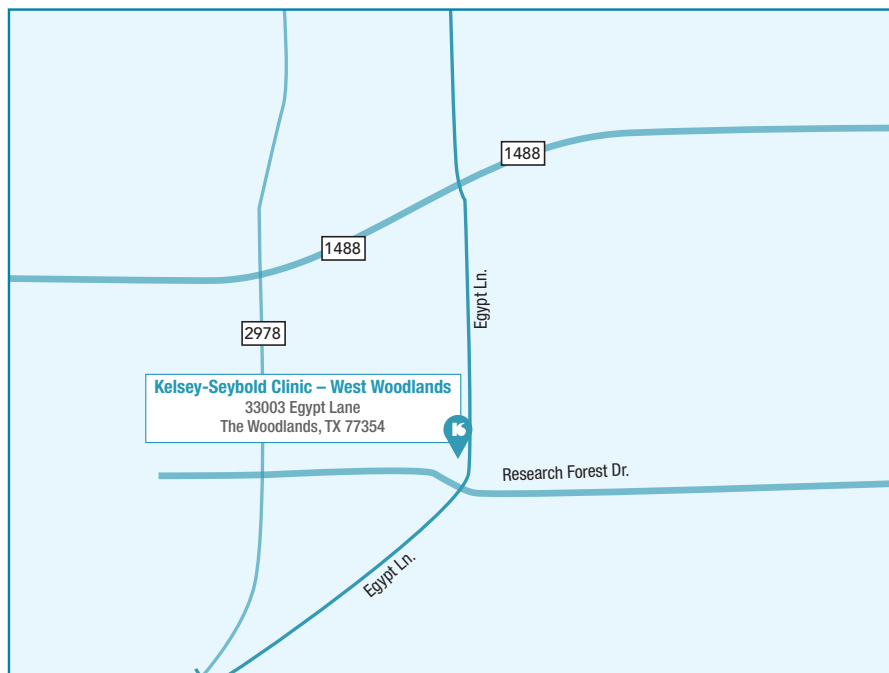 1488
1488
Egypt Ln.
2978
Kelsey-Seybold Clinic – West Woodlands
33003 Egypt Lane
The Woodlands, TX 77354
K
Research Forest Dr.
Egypt Ln.